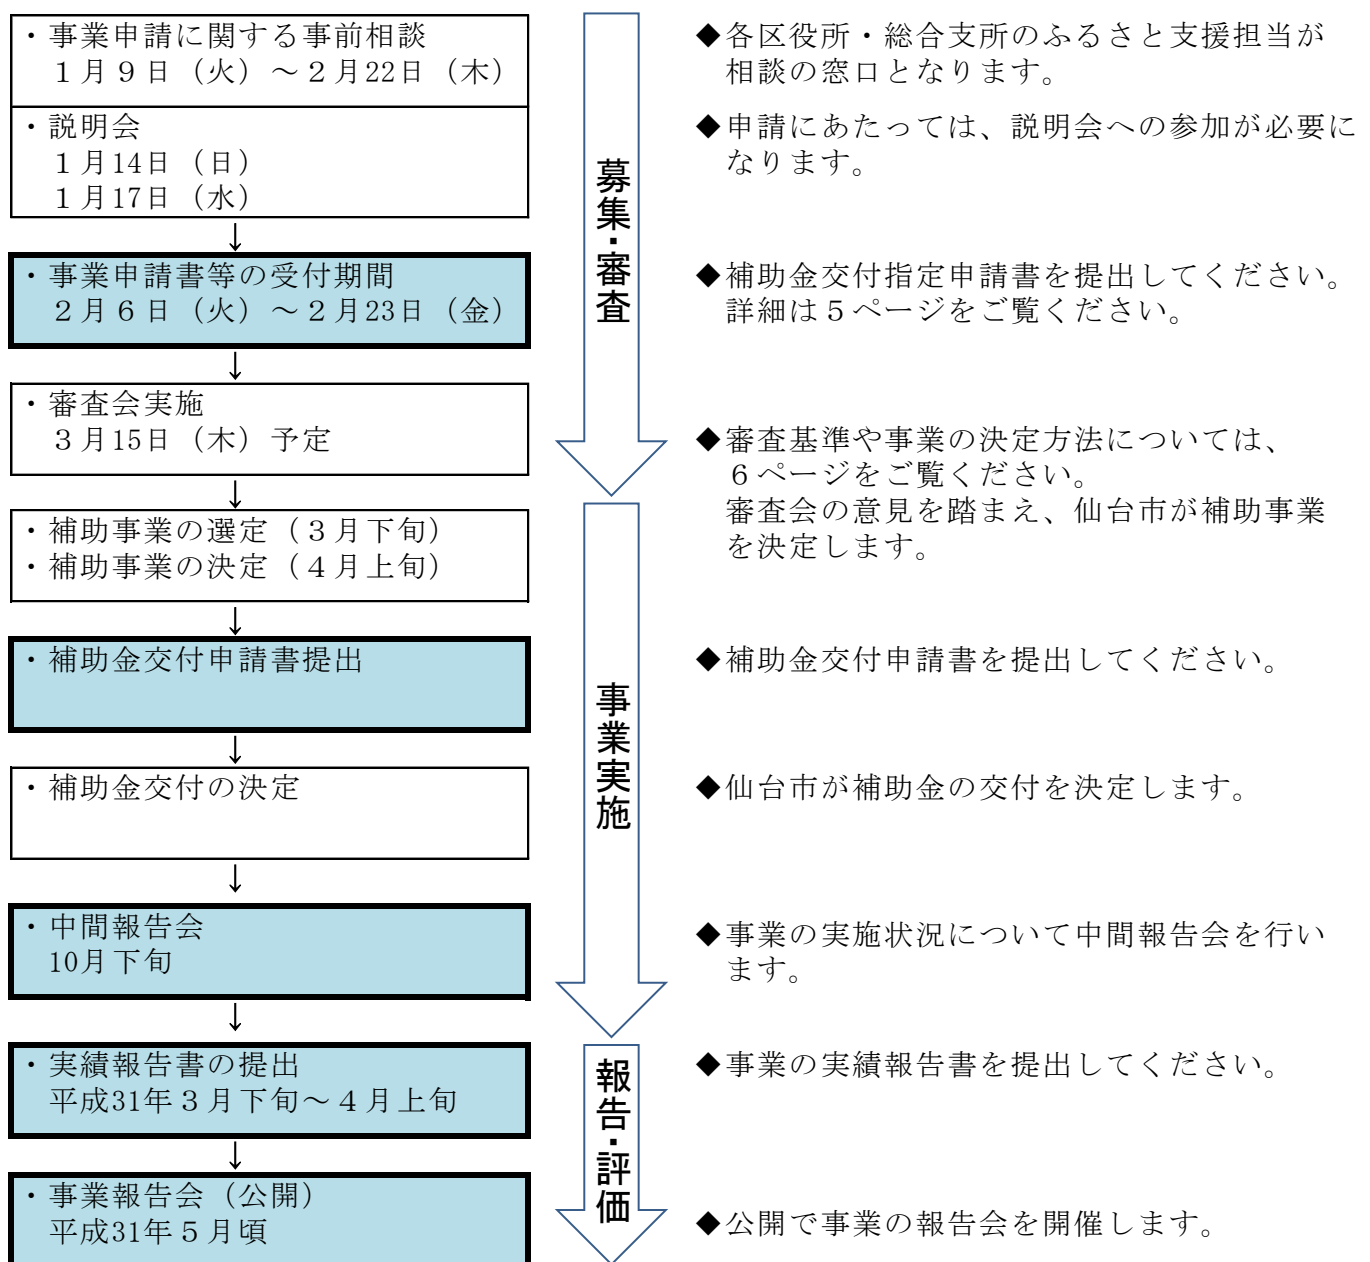 ・事業申請に関する事前相談
１月９日（火）～２月22日（木）
◆各区役所・総合支所のふるさと支援担当が
相談の窓口となります。
・説明会
１月14日（日）
１月17日（水）
◆申請にあたっては、説明会への参加が必要に
なります。
↓
募集・審査
・事業申請書等の受付期間
２月６日（火）～２月23日（金）
◆補助金交付指定申請書を提出してください。
詳細は５ページをご覧ください。
↓
・審査会実施
３月15日（木）予定
◆審査基準や事業の決定方法については、
６ページをご覧ください。
審査会の意見を踏まえ、仙台市が補助事業
を決定します。
↓
・補助事業の選定（３月下旬）
・補助事業の決定（４月上旬）
↓
事業実施
・補助金交付申請書提出
◆補助金交付申請書を提出してください。
↓
・補助金交付の決定
◆仙台市が補助金の交付を決定します。
↓
・中間報告会
10月下旬
◆事業の実施状況について中間報告会を行い
ます。
↓
報告・評価
・実績報告書の提出
平成31年３月下旬～４月上旬
◆事業の実績報告書を提出してください。
↓
・事業報告会（公開）
平成31年５月頃
◆公開で事業の報告会を開催します。